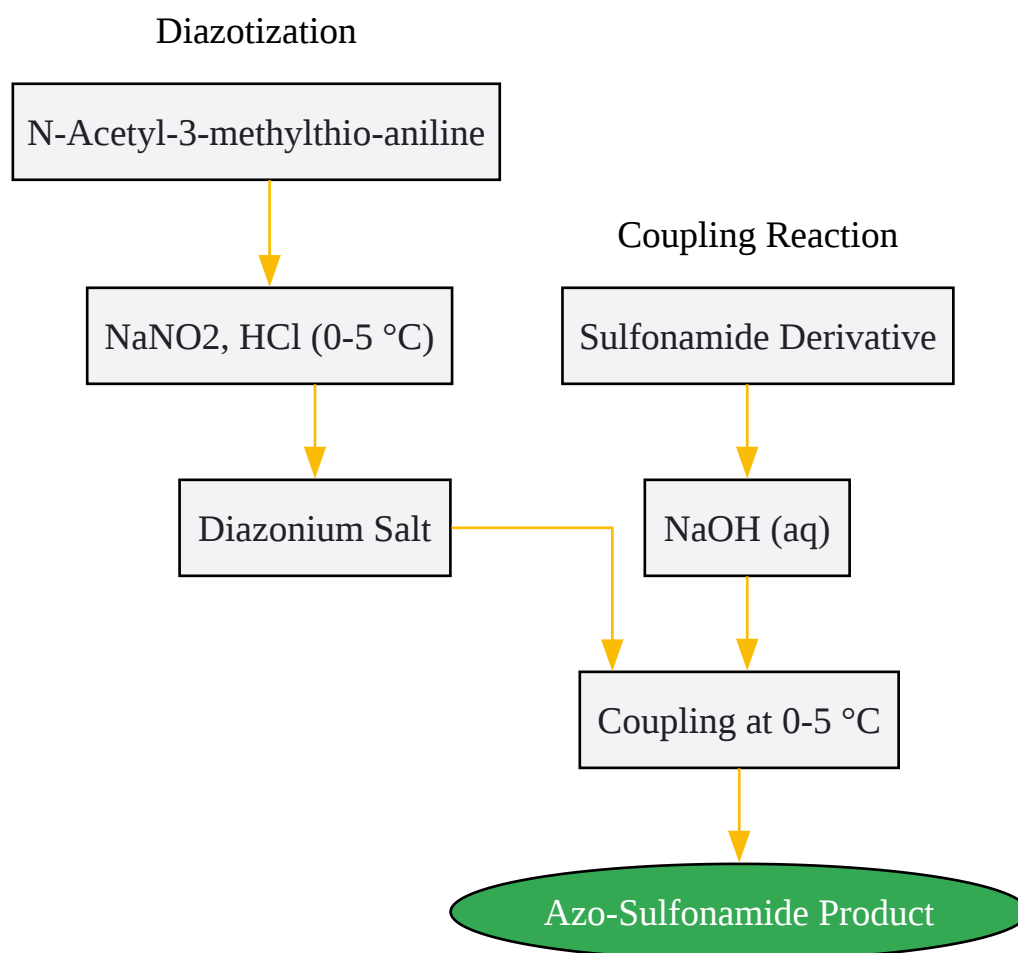 Diazotization
N-Acetyl-3-methylthio-aniline
Coupling Reaction
NaNO2, HCl (0-5 °C)
Sulfonamide Derivative
Diazonium Salt
NaOH (aq)
Coupling at 0-5 °C
Azo-Sulfonamide Product